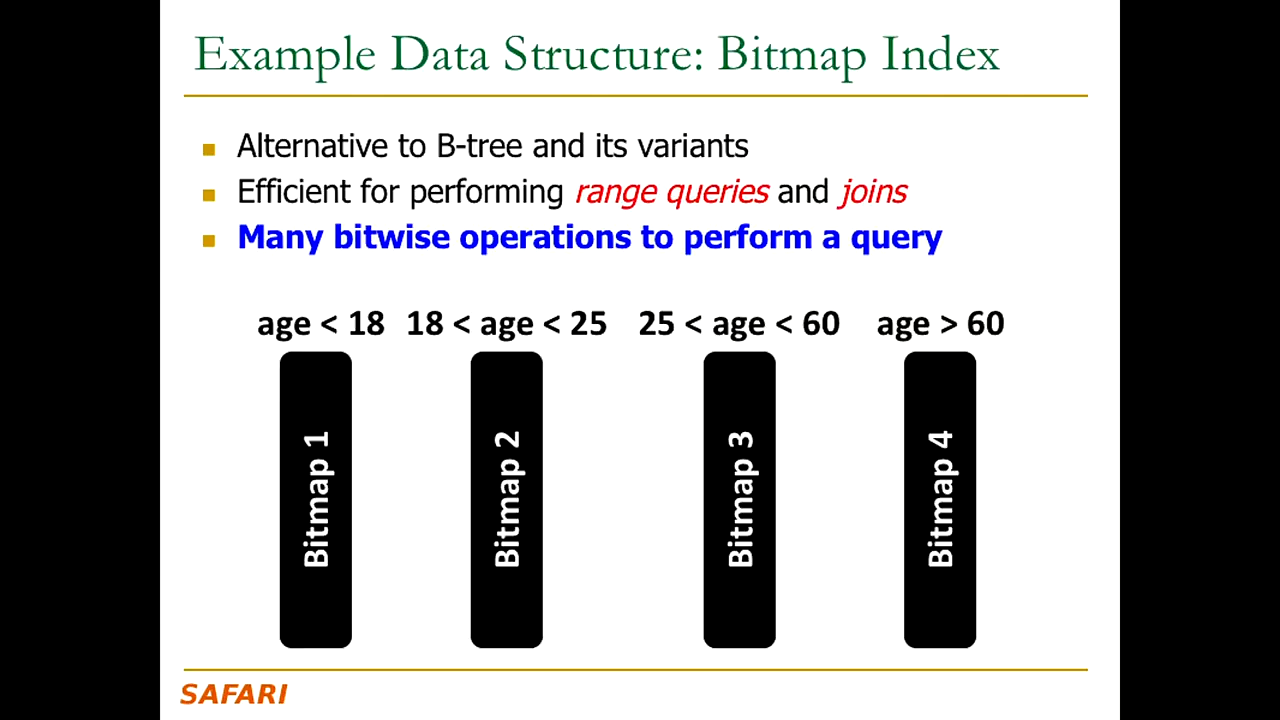 Example Data Structure: Bitmap Index
Alternative to B-tree and its variants
Efficient for performing range queries and joins
Many bitwise operations to perform a query
age < 18 18 < age < 25 25 < age < 60 age > 60
Bitmap 1
Bitmap 2
Bitmap 3
Bitmap 4
SAFARI